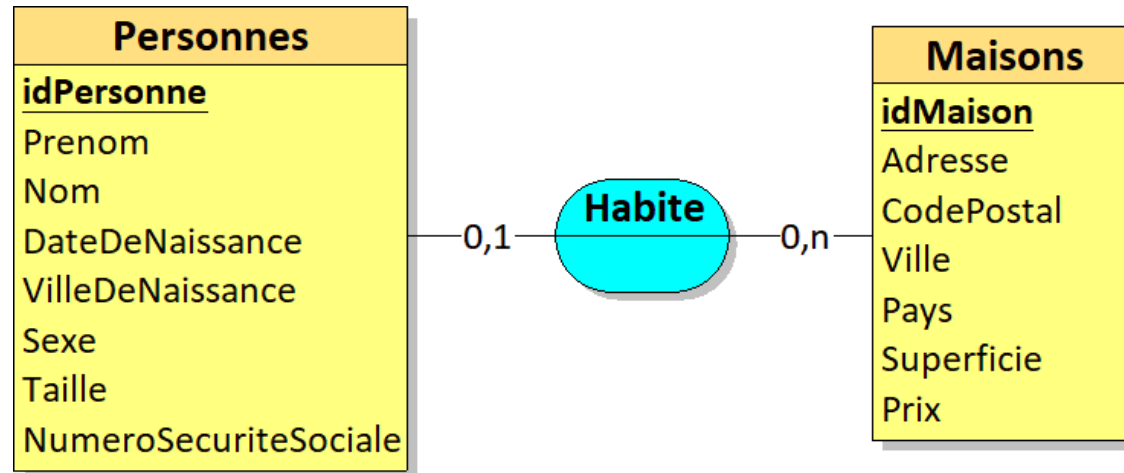 Personnes
idPersonne
Prenom
Nom
DateDeNaissance
VilleDeNaissance
Sexe
Taille
NumeroSecuriteSociale
0,1
Habite
0,n
Maisons
idMaison
Adresse
CodePostal
Ville
Pays
Superficie
Prix